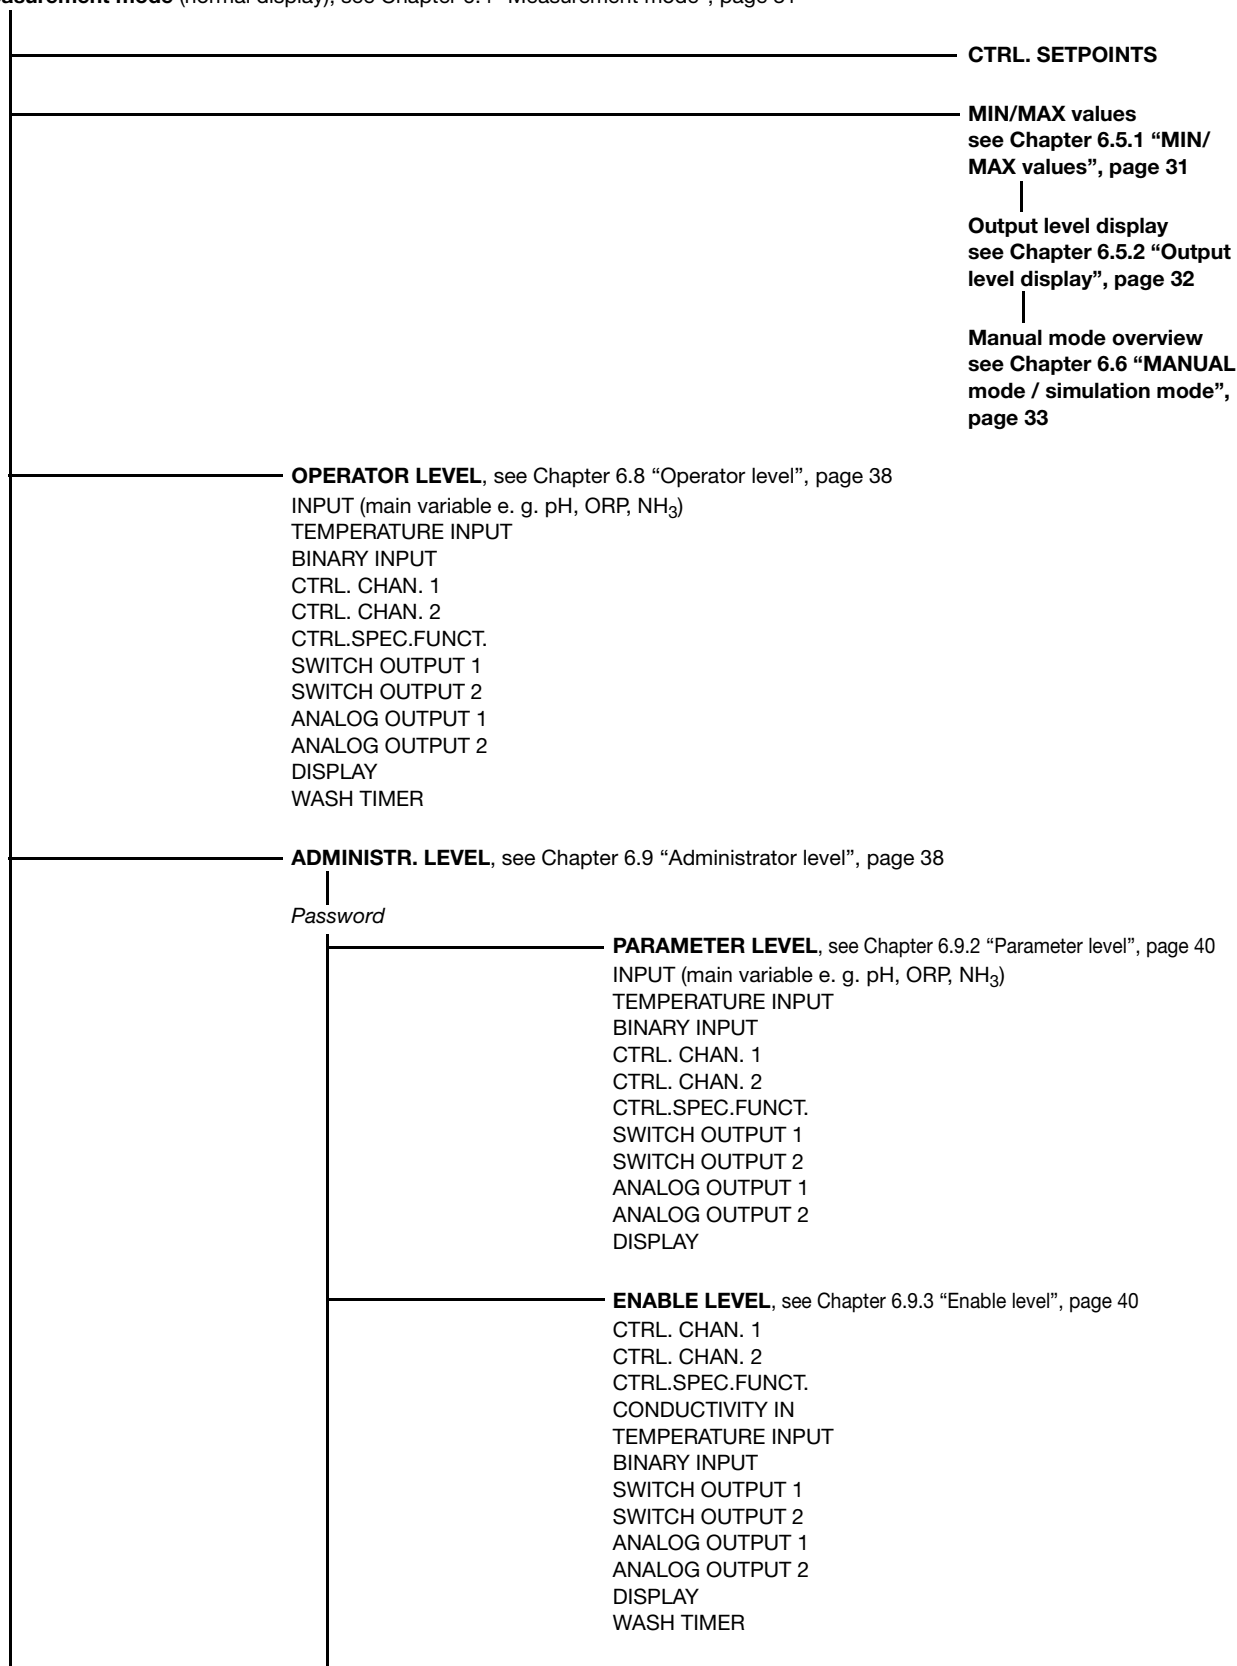 (normal display), see Chapter
CTRL. SETPOINTS
MIN/MAX values
see Chapter 6.5.1 “MIN/
MAX values”, page 31
Output level display
see Chapter 6.5.2 “Output
level display”, page 32
Manual mode overview
see Chapter 6.6 “MANUAL
mode / simulation mode”,
page 33
OPERATOR LEVEL, see Chapter 6.8 “Operator level”, page 38
INPUT (main variable e. g. pH, ORP, NH3)
TEMPERATURE INPUT
BINARY INPUT
CTRL. CHAN. 1
CTRL. CHAN. 2
CTRL.SPEC.FUNCT.
SWITCH OUTPUT 1
SWITCH OUTPUT 2
ANALOG OUTPUT 1
ANALOG OUTPUT 2
DISPLAY
WASH TIMER
ADMINISTR. LEVEL, see Chapter 6.9 “Administrator level”, page 38
Password
PARAMETER LEVEL, see Chapter 6.9.2 “Parameter level”, page 40
INPUT (main variable e. g. pH, ORP, NH3)
TEMPERATURE INPUT
BINARY INPUT
CTRL. CHAN. 1
CTRL. CHAN. 2
CTRL.SPEC.FUNCT.
SWITCH OUTPUT 1
SWITCH OUTPUT 2
ANALOG OUTPUT 1
ANALOG OUTPUT 2
DISPLAY
ENABLE LEVEL, see Chapter 6.9.3 “Enable level”, page 40
CTRL. CHAN. 1
CTRL. CHAN. 2
CTRL.SPEC.FUNCT.
CONDUCTIVITY IN
TEMPERATURE INPUT
BINARY INPUT
SWITCH OUTPUT 1
SWITCH OUTPUT 2
ANALOG OUTPUT 1
ANALOG OUTPUT 2
DISPLAY
WASH TIMER